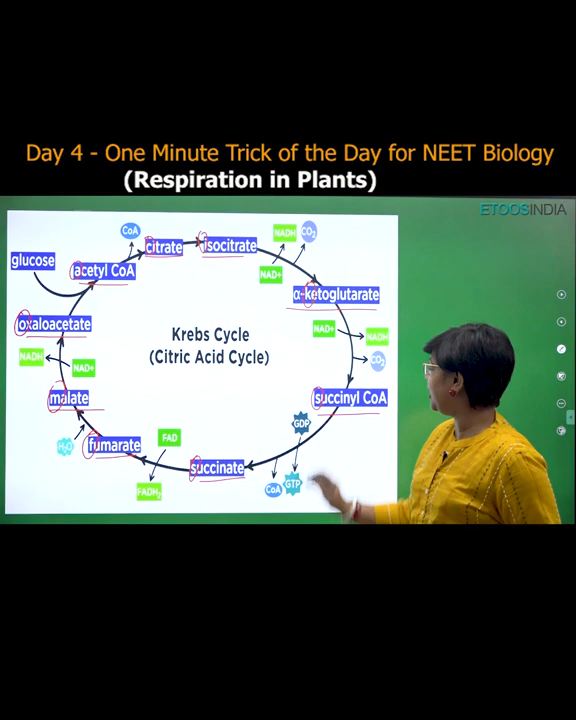 Day 4 - One Minute Trick of the Day for NEET Biology
(Respiration in Plants)
ETOOSINDIA
CoA
citrate
isocitrate
NADH
CO2
glucose
acetyl CoA
NAD+
α-ketoglutarate
oxaloacetate
NAD+
NADH
Krebs Cycle
(Citric Acid Cycle)
NADH
NAD+
CO2
malate
succinyl CoA
GDP
H2O
fumarate
FAD
succinate
FADH2
CoA
GTP